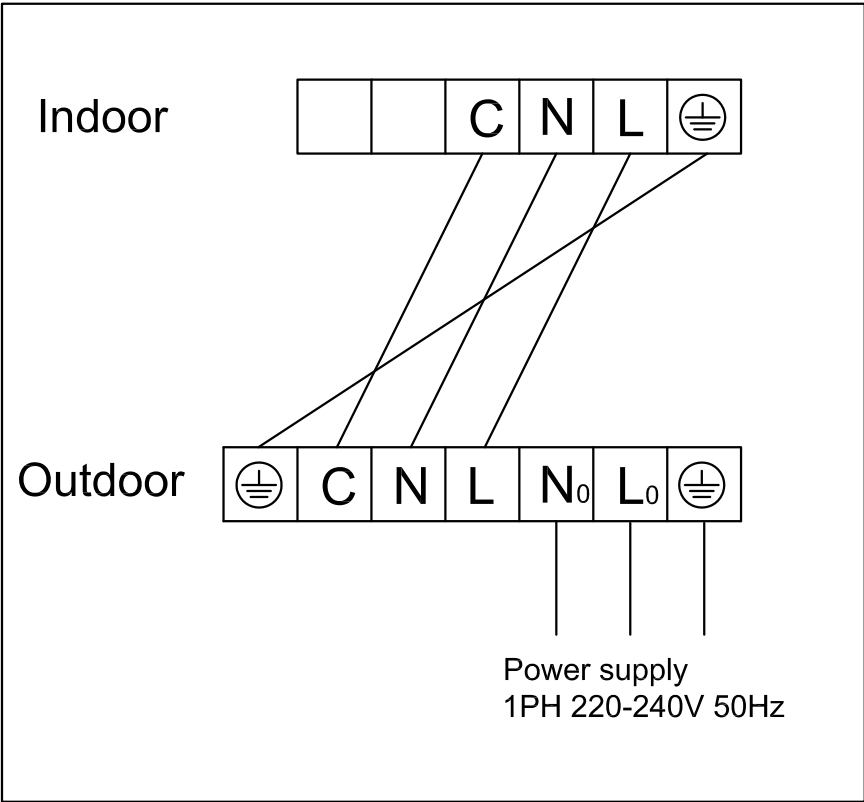 Indoor
C N L
Outdoor
C N L N0 L0
Power supply
1PH 220-240V 50Hz